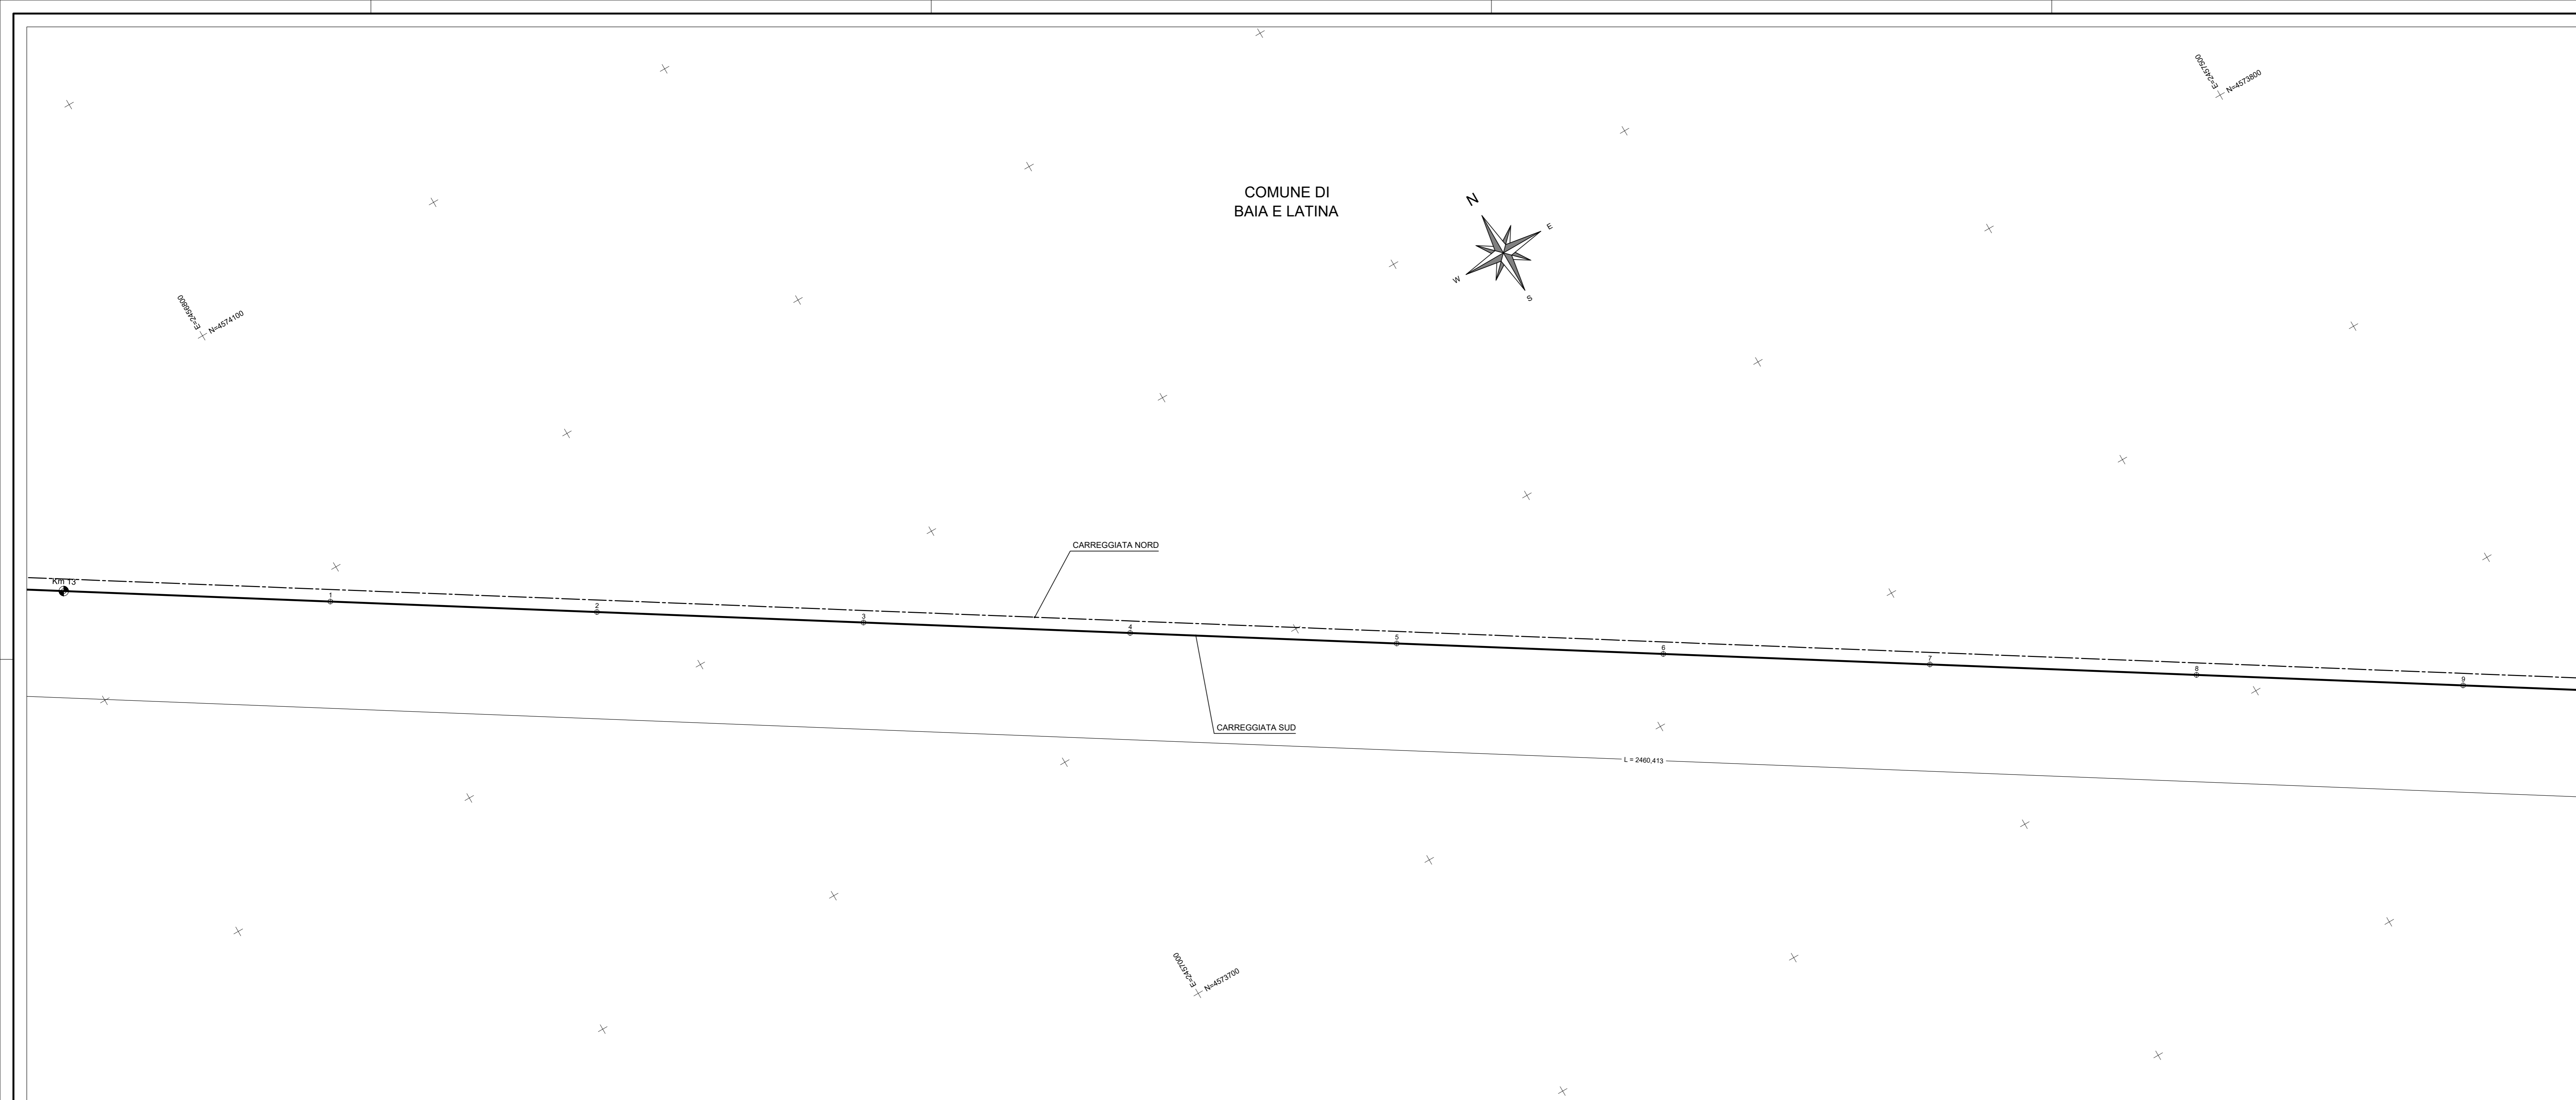 E=2457500
N=4573800
COMUNE DI
BAIA E LATINA
N
E
W
S
E=2456800
N=4574100
CARREGGIATA NORD
Km 13
1
2
3
4
5
6
7
8
9
CARREGGIATA SUD
L = 2460,413
E=2457000
N=4573700